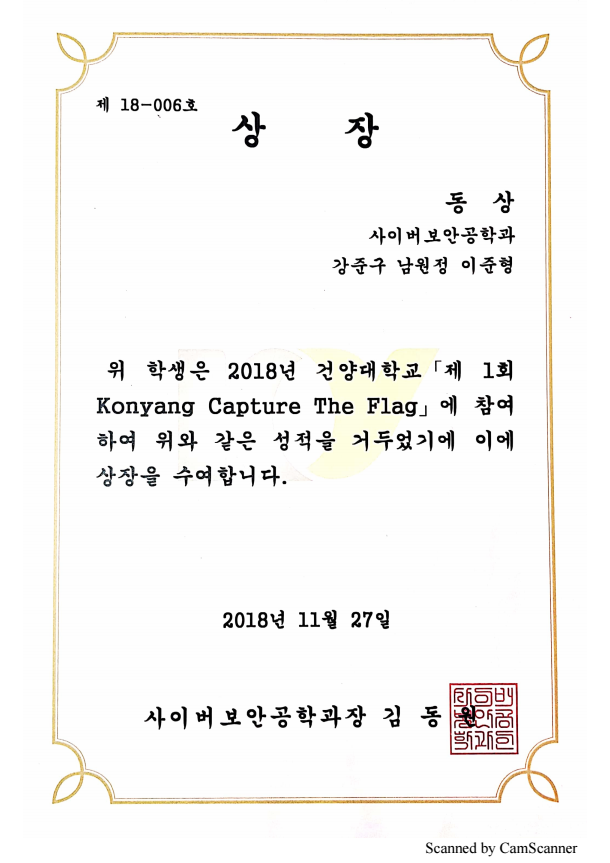 제 18-006호
상 장
동 상
사이버보안공학과
강준구 남원정 이준형
위 학생은 2018년 건양대학교「제 1회
Konyang Capture The Flag」에 참여
하여 위와 같은 성적을 거두었기에 이에
상장을 수여합니다.
2018년 11월 27일
사이버보안공학과장 김 동 원
Scanned by CamScanner